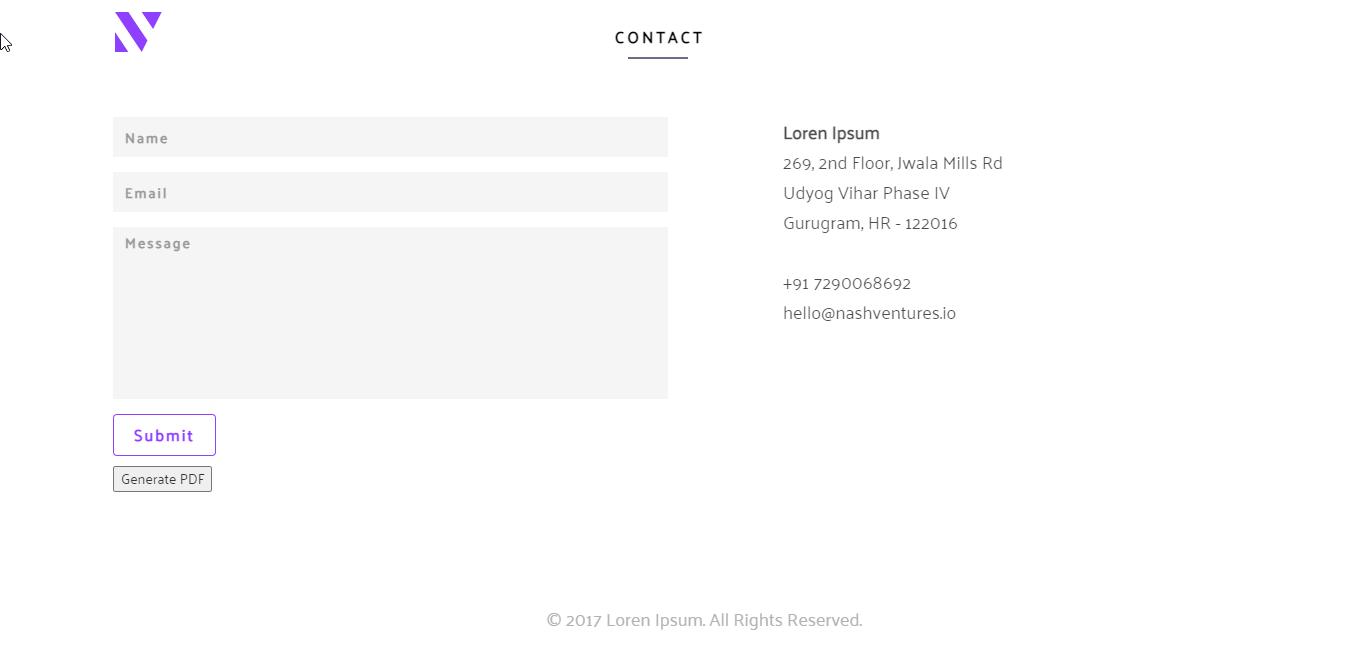 CONTACT
Name
Email
Message
Submit
Generate PDF
Loren Ipsum
269, 2nd Floor, Jwala Mills Rd
Udyog Vihar Phase IV
Gurugram, HR - 122016
+91 7290068692
hello@nashventures.io
© 2017 Loren Ipsum. All Rights Reserved.